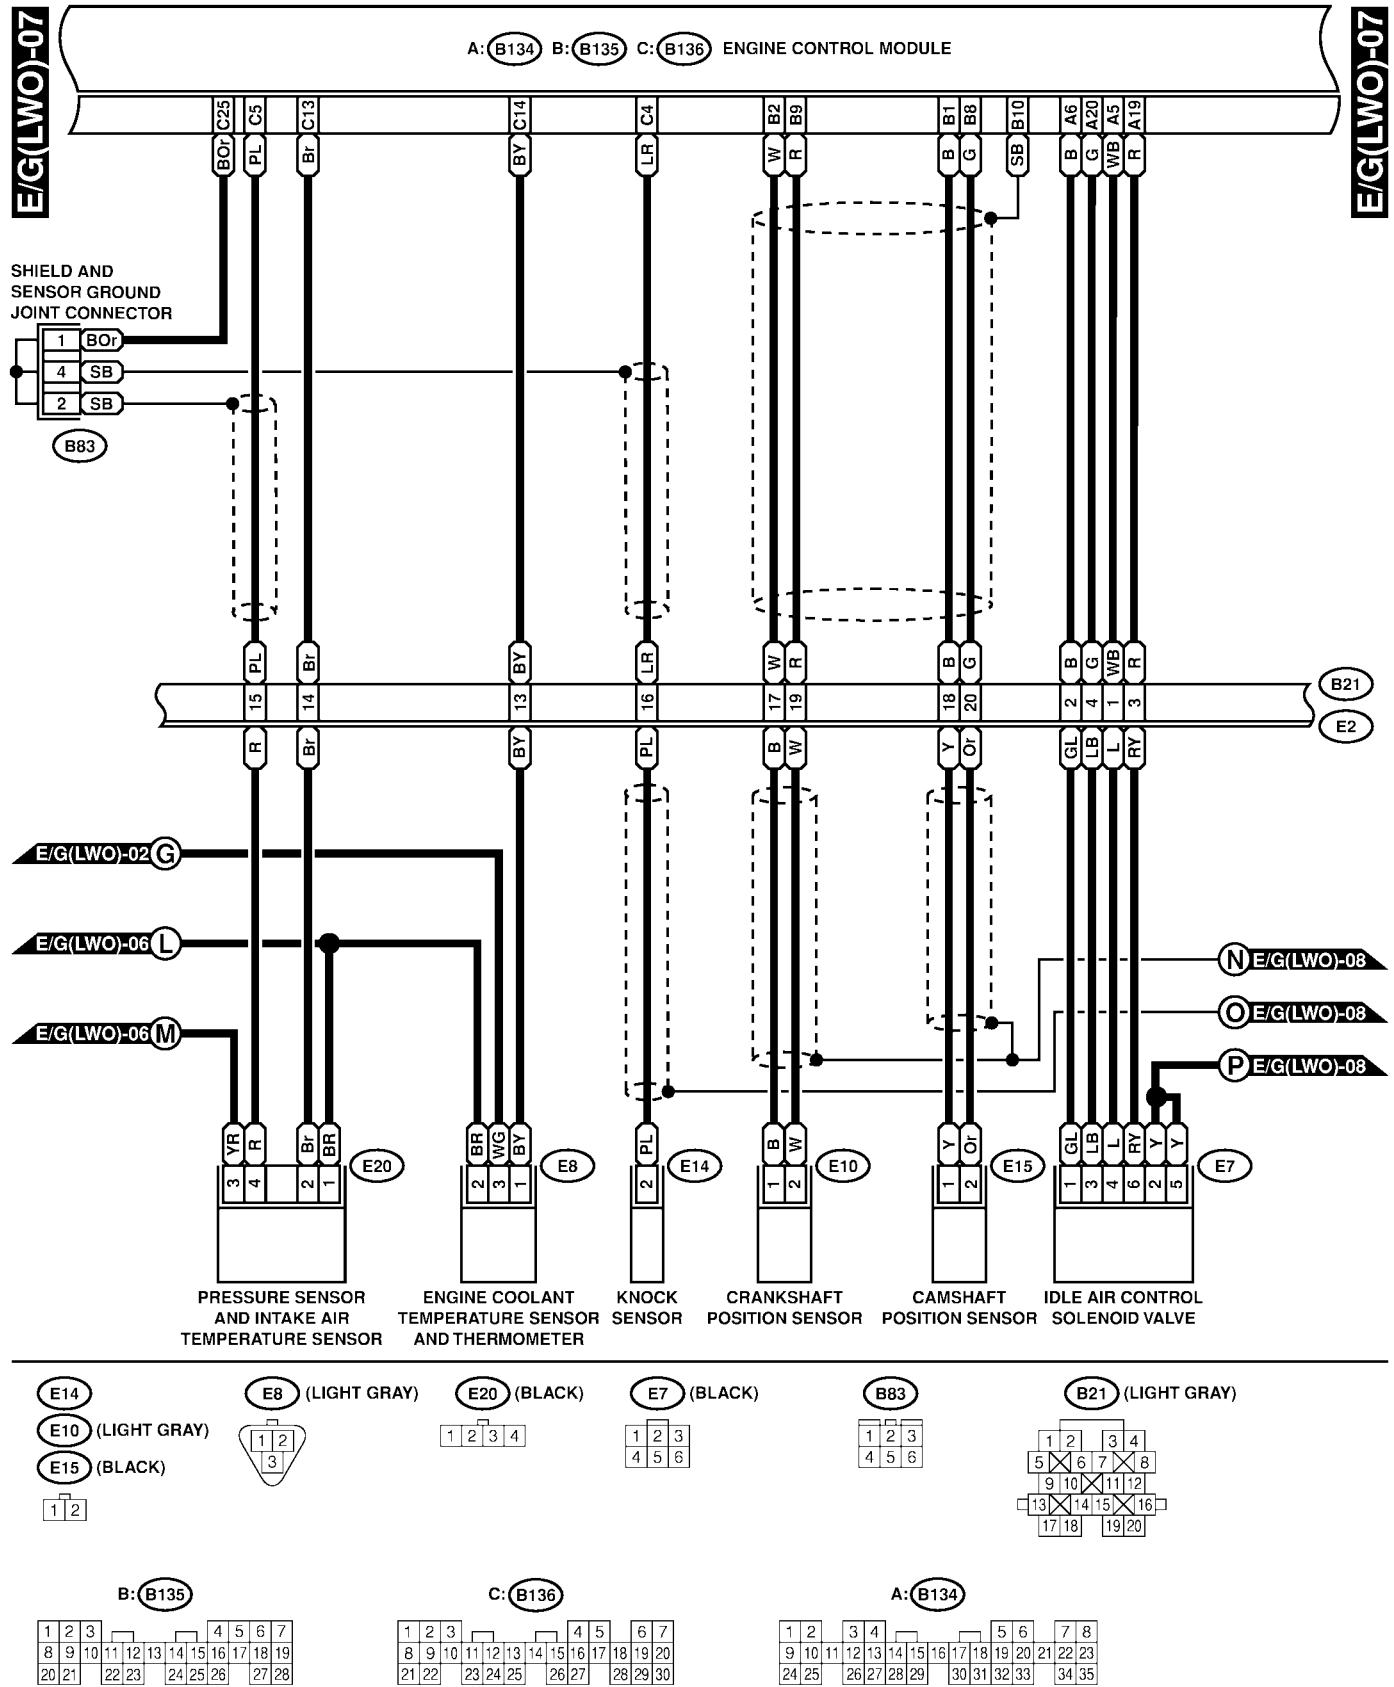 E/G(LWO)-07
E/G(LWO)-07
A: B134 B: B135 C: B136 ENGINE CONTROL MODULE
C25 C5 C13 C14 C4 B2 B9 B1 B8 B10 A6 A20 A5 A19
BOr PL Br BY LR W R B G SB B G WB R
SHIELD AND
SENSOR GROUND
JOINT CONNECTOR
1 BOr
4 SB
2 SB
B83
PL Br BY LR W R B G B G WB R
15 14 13 16 17 19 18 20 2 4 1 3
B21
E2
R Br BY PL B W Y Or GL LB L RY
E/G(LWO)-02 G
E/G(LWO)-06 L
N E/G(LWO)-08
O E/G(LWO)-08
E/G(LWO)-06 M
P E/G(LWO)-08
YR R Br BR BR WG BY PL B W Y Or GL LB L RY Y Y
E20 E8 E14 E10 E15 E7
3 4 2 1 2 3 1 2 1 2 1 2 1 3 4 6 2 5
PRESSURE SENSOR
AND INTAKE AIR
TEMPERATURE SENSOR
ENGINE COOLANT
TEMPERATURE SENSOR
AND THERMOMETER
KNOCK
SENSOR
CRANKSHAFT
POSITION SENSOR
CAMSHAFT
POSITION SENSOR
IDLE AIR CONTROL
SOLENOID VALVE
E14
E10 (LIGHT GRAY)
E15 (BLACK)
1 2
E8 (LIGHT GRAY)
1 2
3
E20 (BLACK)
1 2 3 4
E7 (BLACK)
1 2 3
4 5 6
B83
1 2 3
4 5 6
B21 (LIGHT GRAY)
1 2 3 4
5 6 7 8
9 10 11 12
13 14 15 16
17 18 19 20
B: B135
1 2 3 4 5 6 7
8 9 10 11 12 13 14 15 16 17 18 19
20 21 22 23 24 25 26 27 28
C: B136
1 2 3 4 5 6 7
8 9 10 11 12 13 14 15 16 17 18 19 20
21 22 23 24 25 26 27 28 29 30
A: B134
1 2 3 4 5 6 7 8
9 10 11 12 13 14 15 16 17 18 19 20 21 22 23
24 25 26 27 28 29 30 31 32 33 34 35